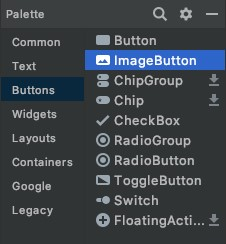 Palette
Common
Text
Buttons
Widgets
Layouts
Containers
Google
Legacy
Button
ImageButton
ChipGroup
Chip
CheckBox
RadioGroup
RadioButton
ToggleButton
Switch
FloatingActi...